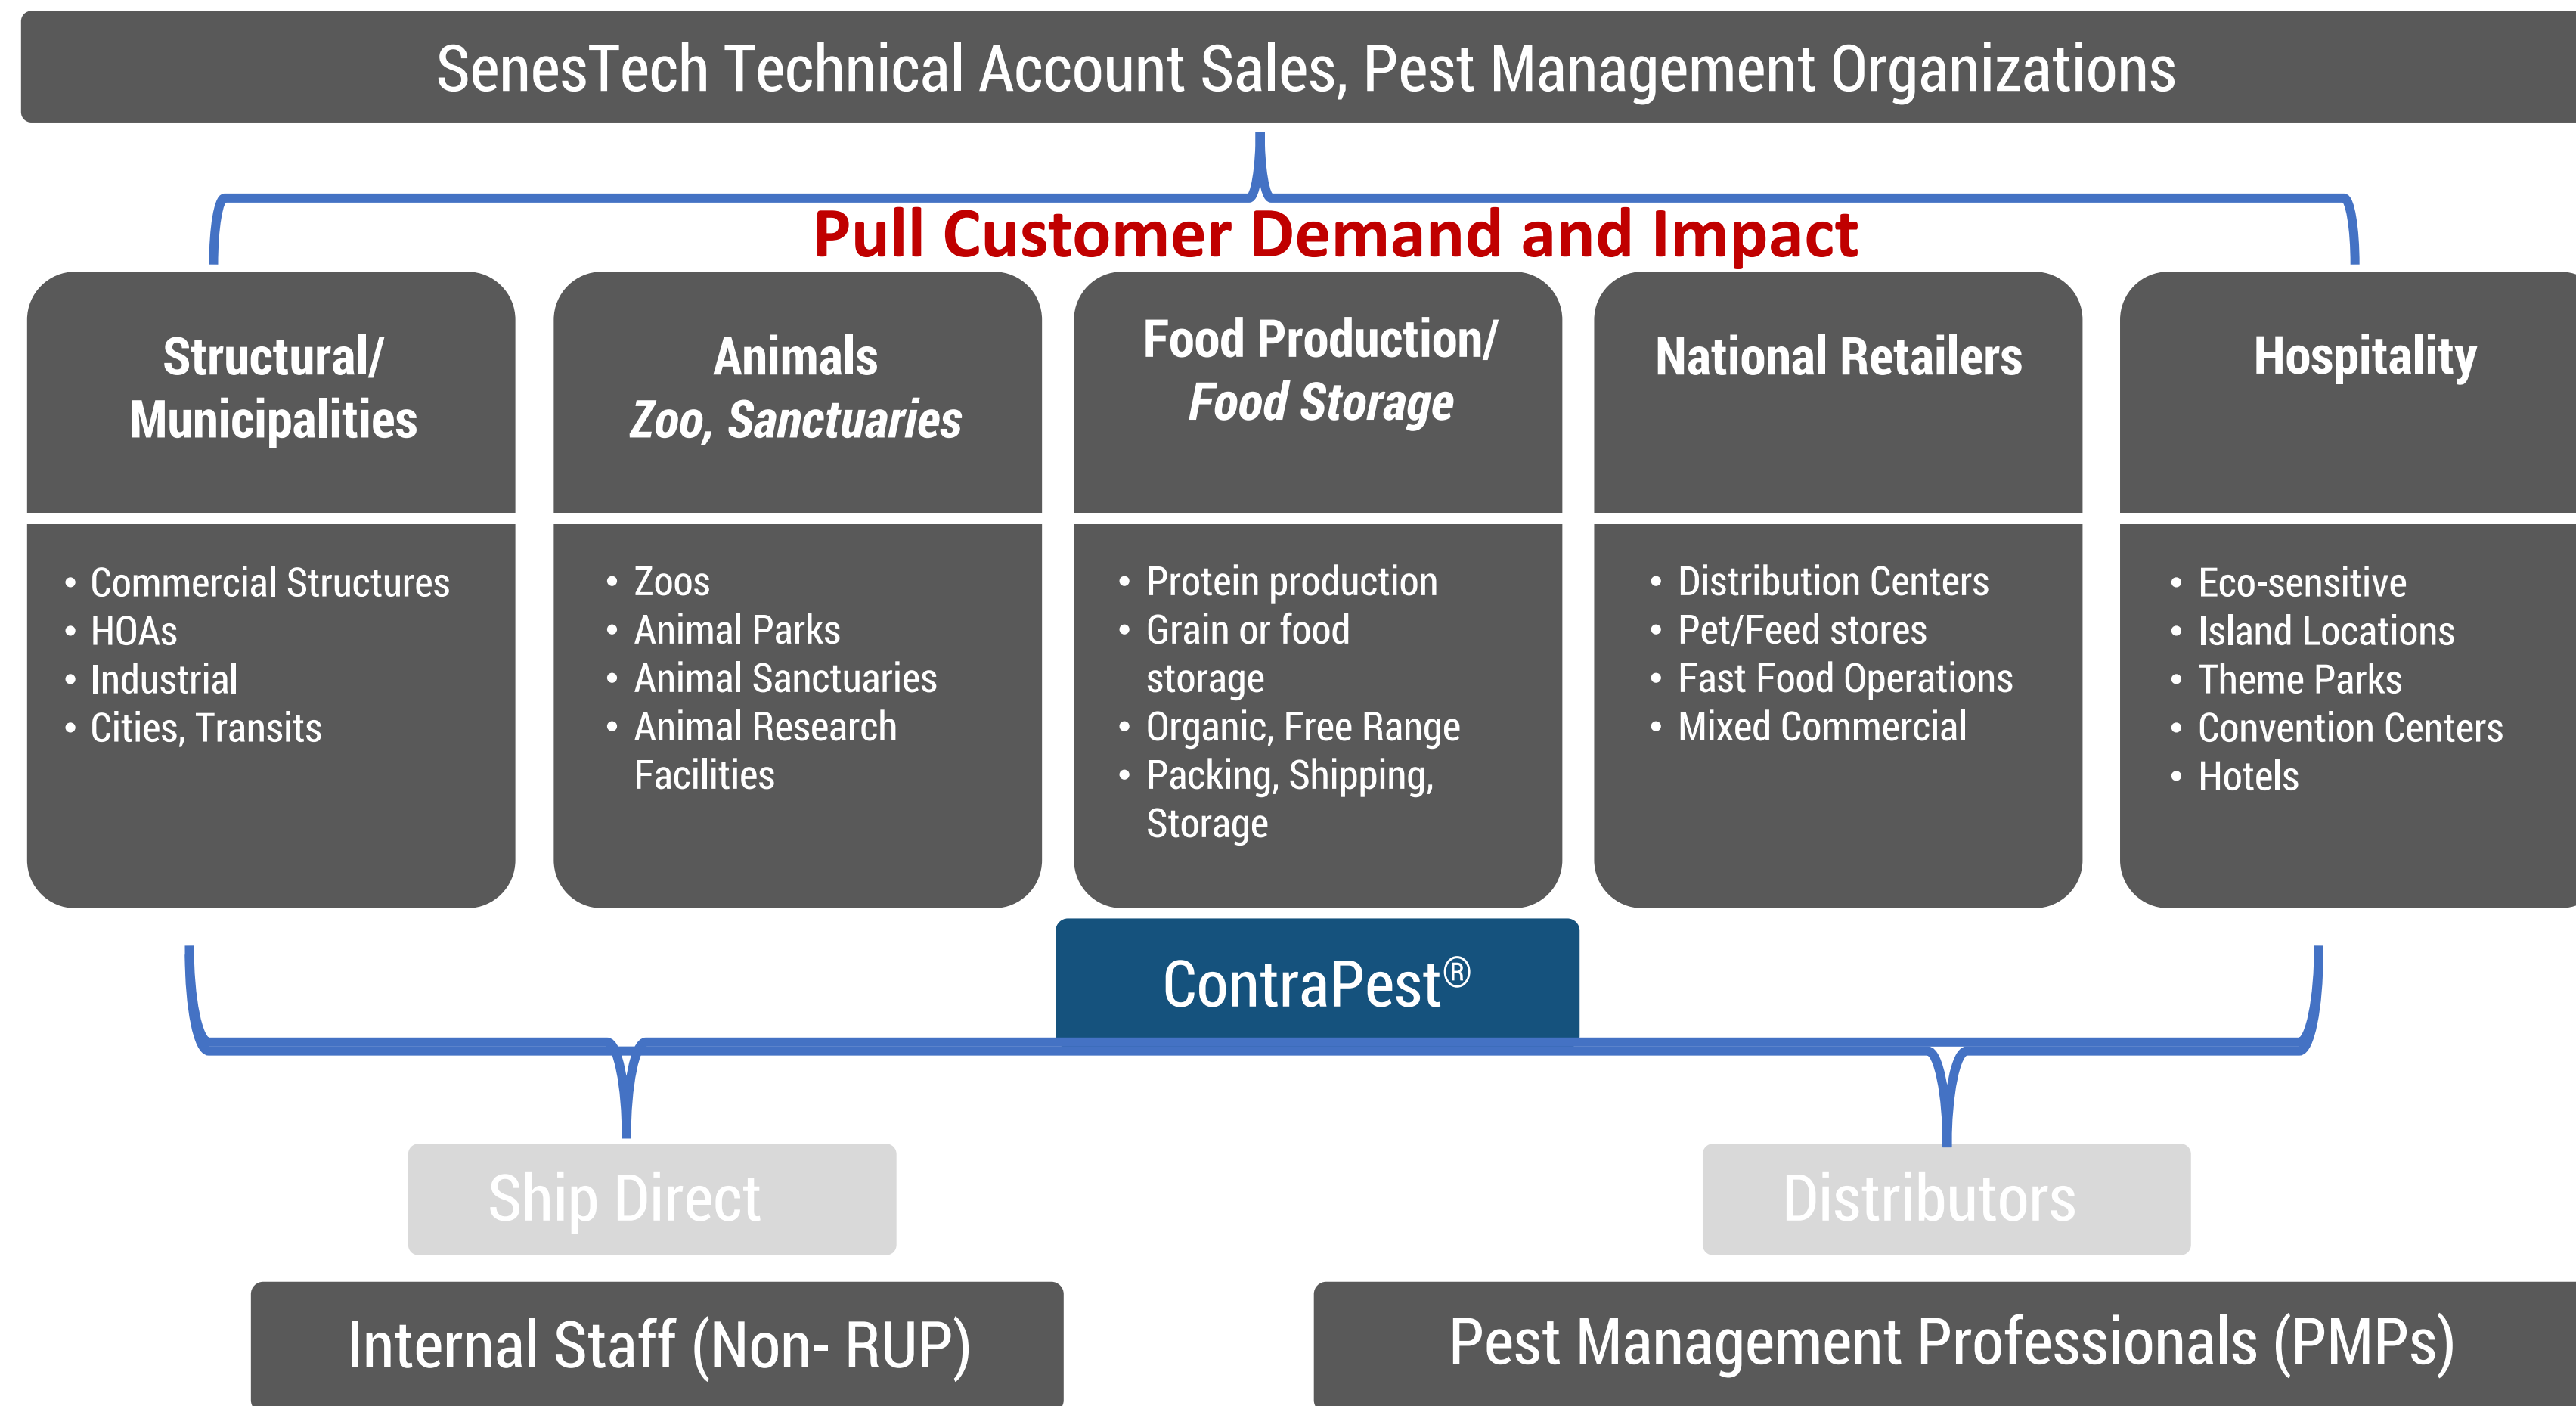 SenesTech Technical Account Sales, Pest Management Organizations
Pull Customer Demand and Impact
Structural/
Municipalities
• Commercial Structures
• HOAs
• Industrial
• Cities, Transits
Animals
Zoo, Sanctuaries
• Zoos
• Animal Parks
• Animal Sanctuaries
• Animal Research
Facilities
Food Production/
Food Storage
• Protein production
• Grain or food
storage
• Organic, Free Range
• Packing, Shipping,
Storage
National Retailers
• Distribution Centers
• Pet/Feed stores
• Fast Food Operations
• Mixed Commercial
Hospitality
• Eco-sensitive
• Island Locations
• Theme Parks
• Convention Centers
• Hotels
ContraPest®
Ship Direct
Distributors
Internal Staff (Non- RUP)
Pest Management Professionals (PMPs)